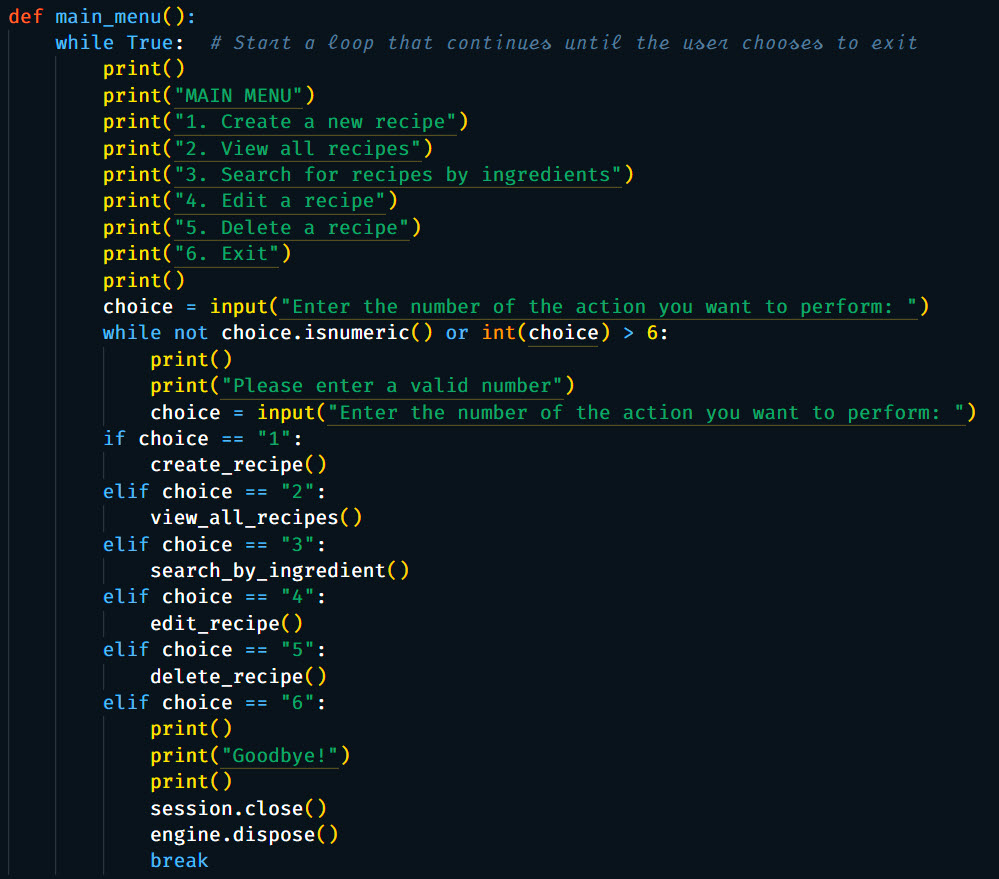 def main_menu():
    while True:  # Start a loop that continues until the user chooses to exit
        print()
        print("MAIN MENU")
        print("1. Create a new recipe")
        print("2. View all recipes")
        print("3. Search for recipes by ingredients")
        print("4. Edit a recipe")
        print("5. Delete a recipe")
        print("6. Exit")
        print()
        choice = input("Enter the number of the action you want to perform: ")
        while not choice.isnumeric() or int(choice) > 6:
            print()
            print("Please enter a valid number")
            choice = input("Enter the number of the action you want to perform: ")
        if choice == "1":
            create_recipe()
        elif choice == "2":
            view_all_recipes()
        elif choice == "3":
            search_by_ingredient()
        elif choice == "4":
            edit_recipe()
        elif choice == "5":
            delete_recipe()
        elif choice == "6":
            print()
            print("Goodbye!")
            print()
            session.close()
            engine.dispose()
            break